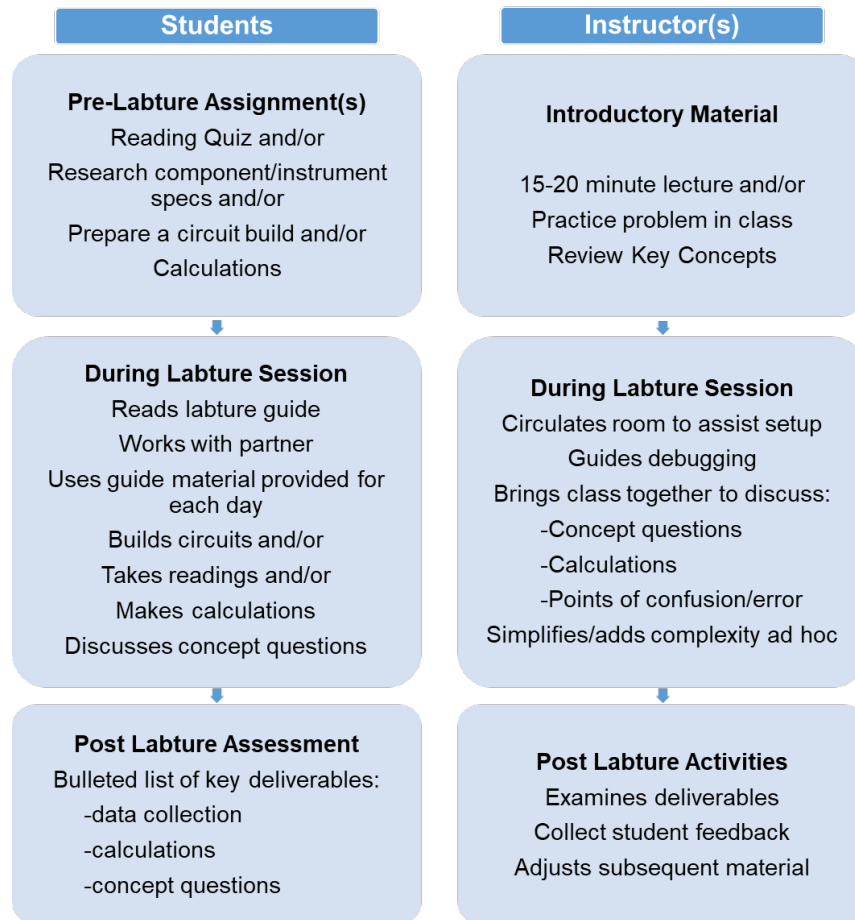 Students
Pre-Labture Assignment(s)
Reading Quiz and/or
Research component/instrument
specs and/or
Prepare a circuit build and/or
Calculations
During Labture Session
Reads labture guide
Works with partner
Uses guide material provided for
each day
Builds circuits and/or
Takes readings and/or
Makes calculations
Discusses concept questions
Post Labture Assessment
Bulleted list of key deliverables:
-data collection
-calculations
-concept questions
Instructor(s)
Introductory Material
15-20 minute lecture and/or
Practice problem in class
Review Key Concepts
During Labture Session
Circulates room to assist setup
Guides debugging
Brings class together to discuss:
-Concept questions
-Calculations
-Points of confusion/error
Simplifies/adds complexity ad hoc
Post Labture Activities
Examines deliverables
Collect student feedback
Adjusts subsequent material